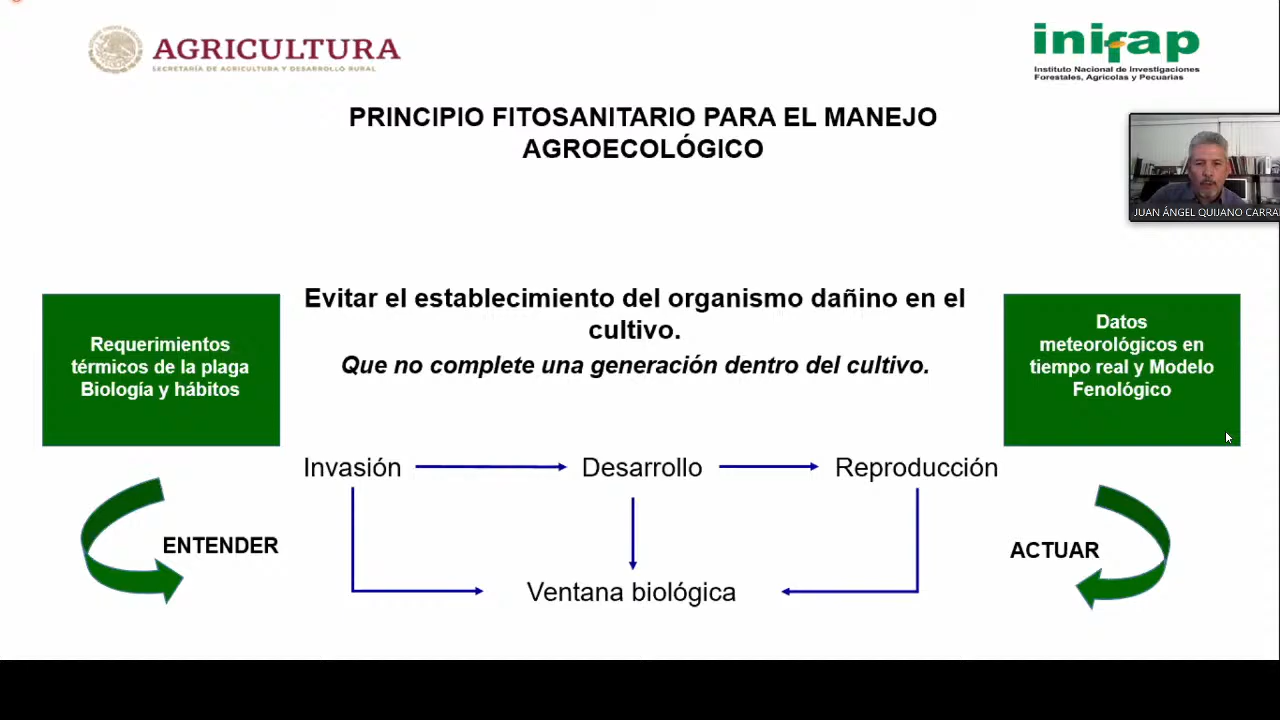 AGRICULTURA
SECRETARÍA DE AGRICULTURA Y DESARROLLO RURAL
inifap
Instituto Nacional de Investigaciones
Forestales, Agrícolas y Pecuarias
PRINCIPIO FITOSANITARIO PARA EL MANEJO
AGROECOLÓGICO
JUAN ÁNGEL QUIJANO CARRA
Evitar el establecimiento del organismo dañino en el
cultivo.
Que no complete una generación dentro del cultivo.
Requerimientos
térmicos de la plaga
Biología y hábitos
Datos
meteorológicos en
tiempo real y Modelo
Fenológico
Invasión
Desarrollo
Reproducción
ENTENDER
ACTUAR
Ventana biológica